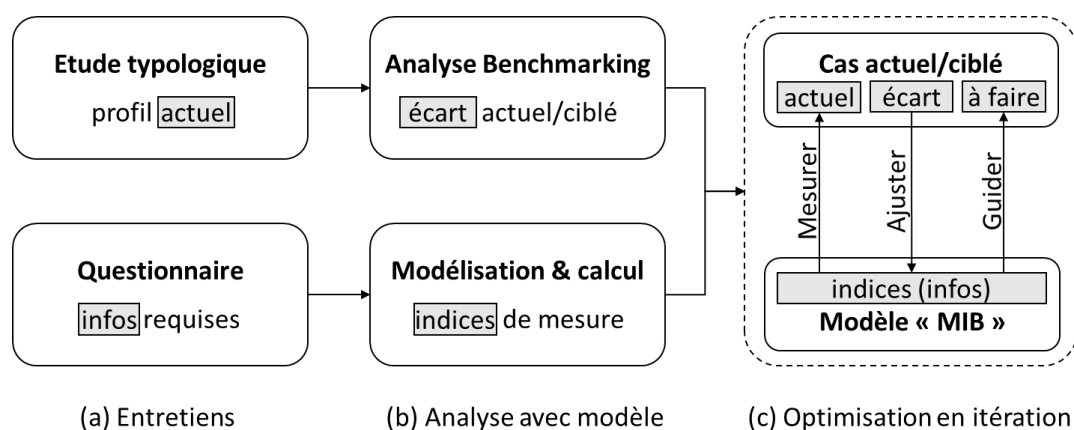 Etude typologique
profil actuel
Analyse Benchmarking
écart actuel/ciblé
Cas actuel/ciblé
actuel écart à faire
Mesurer
Ajuster
Guider
Questionnaire
infos requises
Modélisation & calcul
indices de mesure
indices (infos)
Modèle « MIB »
(a) Entretiens
(b) Analyse avec modèle
(c) Optimisation en itération